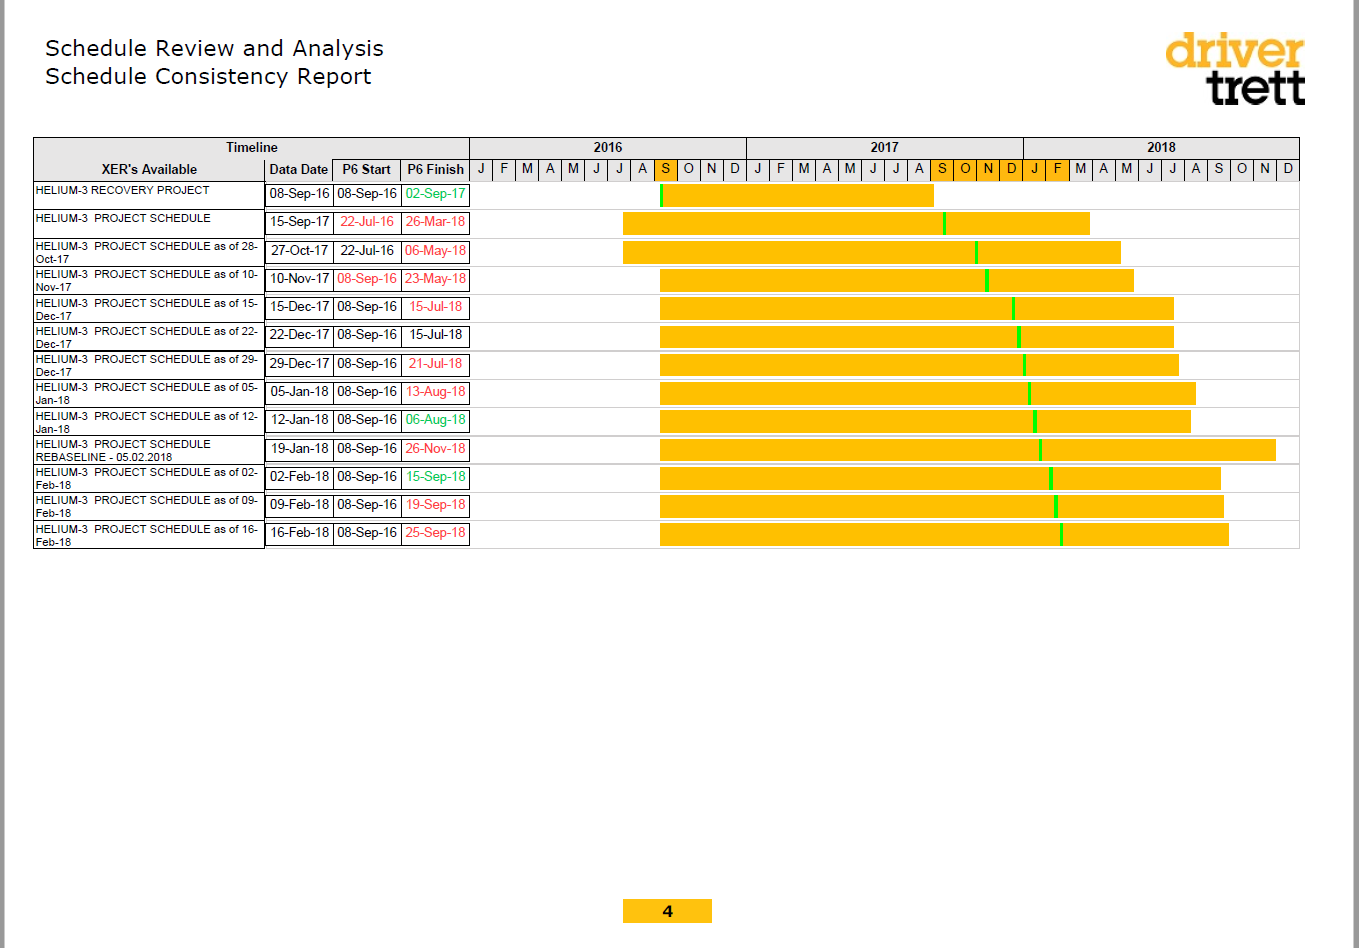 Schedule Review and Analysis
Schedule Consistency Report
driver
trett
Timeline 2016 2017 2018
XER's Available Data Date P6 Start P6 Finish J F M A M J J A S O N D J F M A M J J A S O N D J F M A M J J A S O N D
HELIUM-3 RECOVERY PROJECT 08-Sep-16 08-Sep-16 02-Sep-17
HELIUM-3 PROJECT SCHEDULE 15-Sep-17 22-Jul-16 26-Mar-18
HELIUM-3 PROJECT SCHEDULE as of 28-
Oct-17 27-Oct-17 22-Jul-16 06-May-18
HELIUM-3 PROJECT SCHEDULE as of 10-
Nov-17 10-Nov-17 08-Sep-16 23-May-18
HELIUM-3 PROJECT SCHEDULE as of 15-
Dec-17 15-Dec-17 08-Sep-16 15-Jul-18
HELIUM-3 PROJECT SCHEDULE as of 22-
Dec-17 22-Dec-17 08-Sep-16 15-Jul-18
HELIUM-3 PROJECT SCHEDULE as of 29-
Dec-17 29-Dec-17 08-Sep-16 21-Jul-18
HELIUM-3 PROJECT SCHEDULE as of 05-
Jan-18 05-Jan-18 08-Sep-16 13-Aug-18
HELIUM-3 PROJECT SCHEDULE as of 12-
Jan-18 12-Jan-18 08-Sep-16 06-Aug-18
HELIUM-3 PROJECT SCHEDULE
REBASELINE - 05.02.2018 19-Jan-18 08-Sep-16 26-Nov-18
HELIUM-3 PROJECT SCHEDULE as of 02-
Feb-18 02-Feb-18 08-Sep-16 15-Sep-18
HELIUM-3 PROJECT SCHEDULE as of 09-
Feb-18 09-Feb-18 08-Sep-16 19-Sep-18
HELIUM-3 PROJECT SCHEDULE as of 16-
Feb-18 16-Feb-18 08-Sep-16 25-Sep-18
4